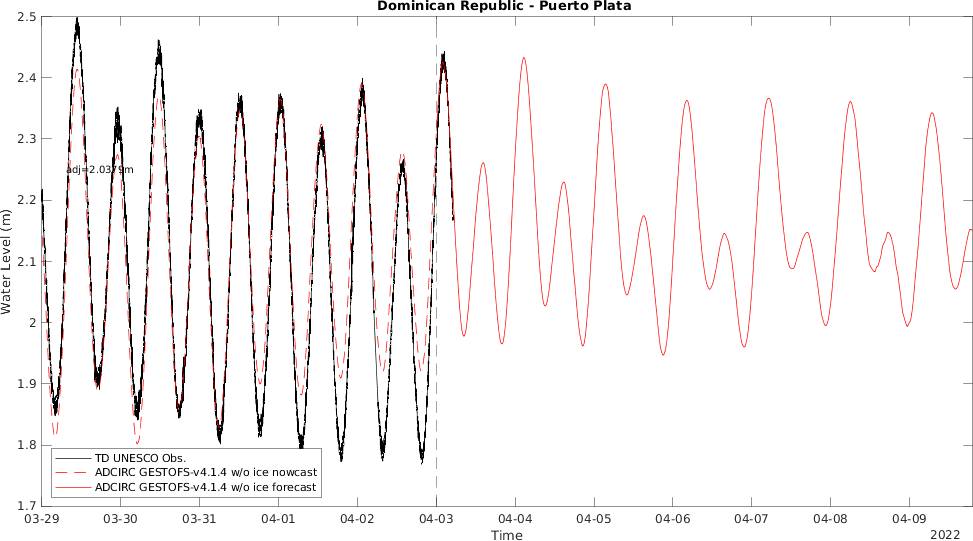 Dominican Republic - Puerto Plata
2.5
2.4
2.3
2.2
2.1
2
1.9
1.8
1.7
Water Level (m)
adj=2.0379m
TD UNESCO Obs.
ADCIRC GESTOFS-v4.1.4 w/o ice nowcast
ADCIRC GESTOFS-v4.1.4 w/o ice forecast
03-29 03-30 03-31 04-01 04-02 04-03 04-04 04-05 04-06 04-07 04-08 04-09
Time
2022